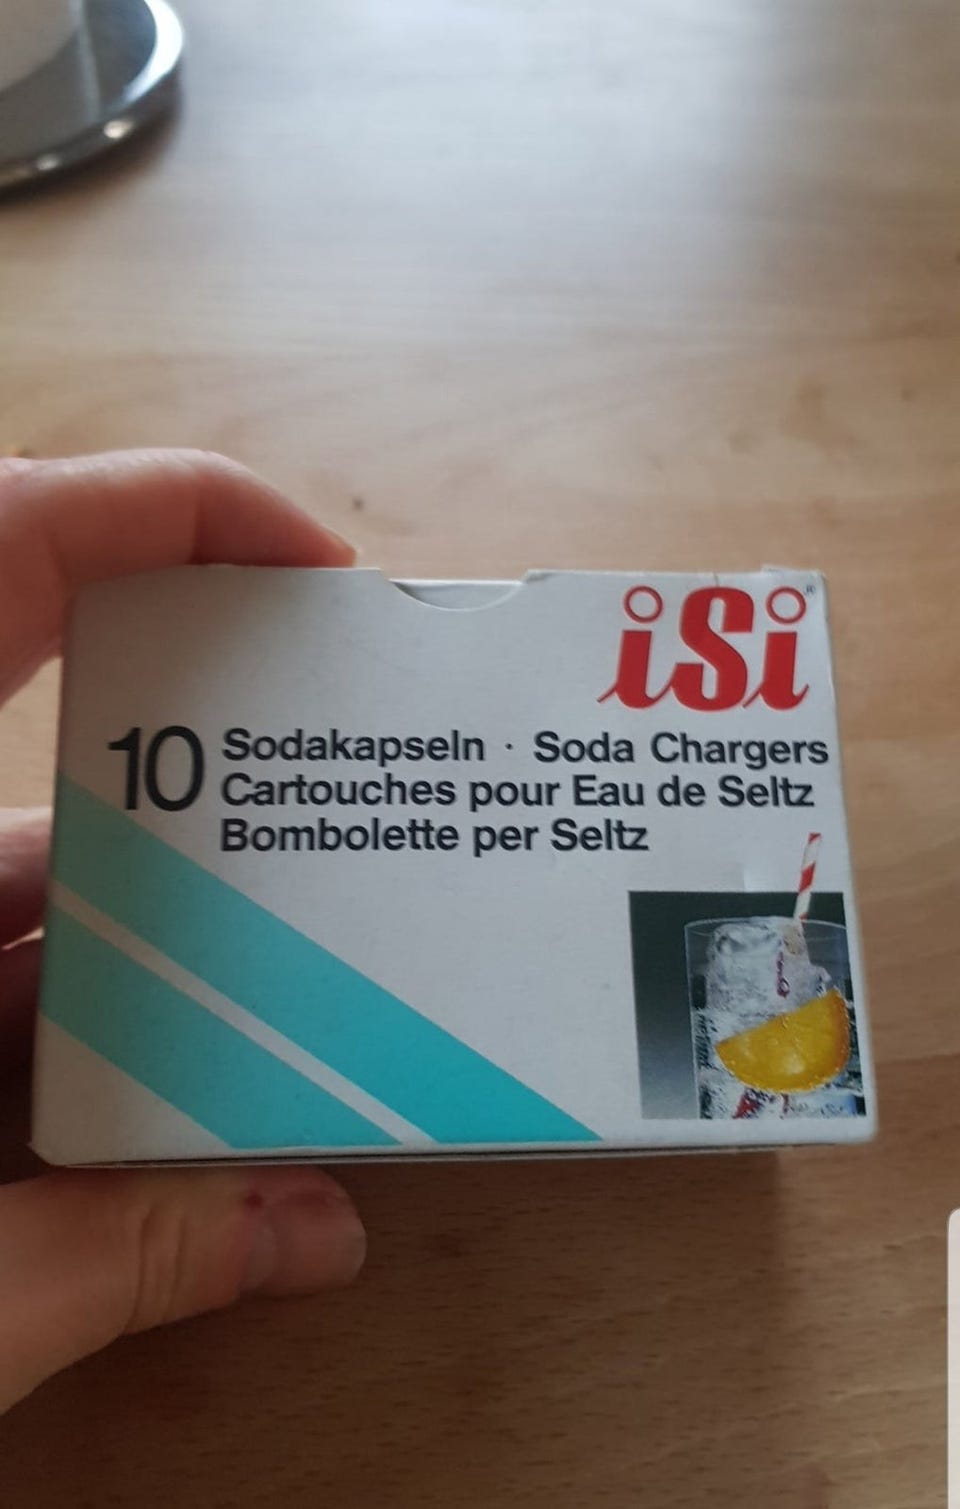 iSi®
10 Sodakapseln · Soda Chargers
Cartouches pour Eau de Seltz
Bombolette per Seltz